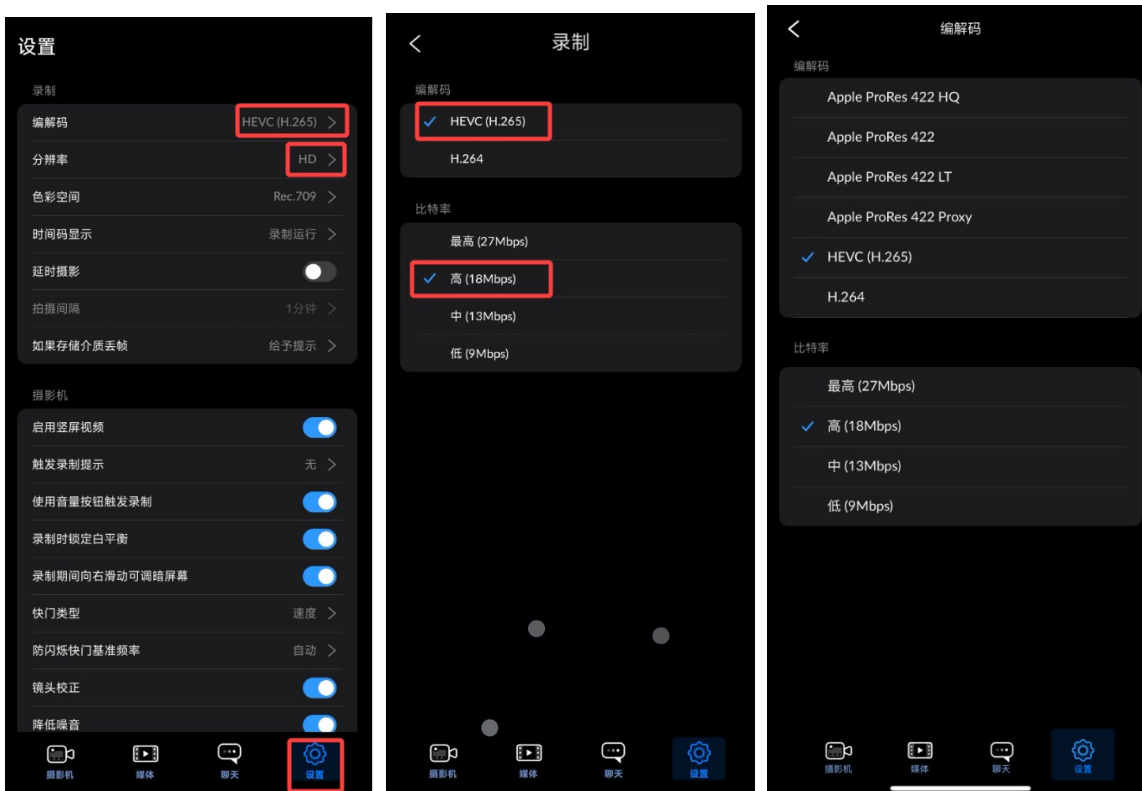 设置
录制
编解码 HEVC (H.265)
分辨率 HD
色彩空间 Rec.709
时间码显示 录制运行
延时摄影
拍摄间隔 1分钟
如果存储介质丢帧 给予提示
摄影机
启用竖屏视频
触发录制提示 无
使用音量按钮触发录制
录制时锁定白平衡
录制期间向右滑动可调暗屏幕
快门类型 速度
防闪烁快门基准频率 自动
镜头校正
降低噪音
摄影机 媒体 聊天 设置
录制
编解码
HEVC (H.265)
H.264
比特率
最高 (27Mbps)
高 (18Mbps)
中 (13Mbps)
低 (9Mbps)
摄影机 媒体 聊天 设置
编解码
编解码
Apple ProRes 422 HQ
Apple ProRes 422
Apple ProRes 422 LT
Apple ProRes 422 Proxy
HEVC (H.265)
H.264
比特率
最高 (27Mbps)
高 (18Mbps)
中 (13Mbps)
低 (9Mbps)
摄影机 媒体 聊天 设置